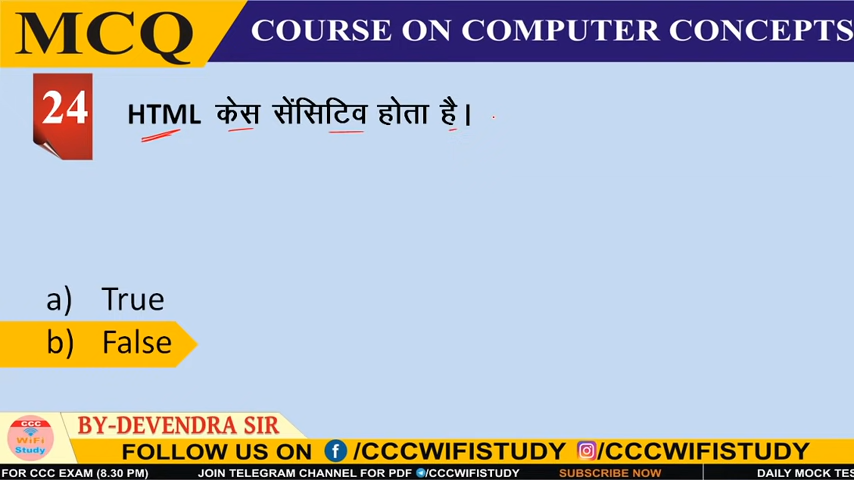 MCQ COURSE ON COMPUTER CONCEPTS
24 HTML केस सेंसिटिव होता है।
a) True
b) False
CCC
WiFi
Study
BY-DEVENDRA SIR
FOLLOW US ON f /CCCWIFISTUDY /CCCWIFISTUDY
FOR CCC EXAM (8.30 PM) JOIN TELEGRAM CHANNEL FOR PDF /CCCWIFISTUDY SUBSCRIBE NOW DAILY MOCK TES